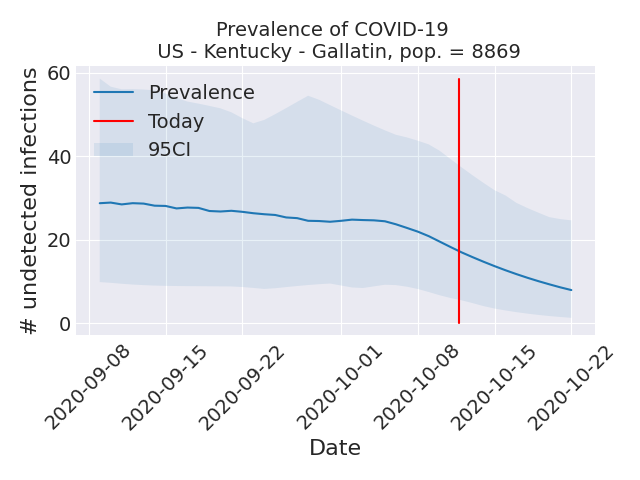 Prevalence of COVID-19
US - Kentucky - Gallatin, pop. = 8869
# undetected infections
60
40
20
0
Prevalence
Today
95CI
2020-09-08
2020-09-15
2020-09-22
2020-10-01
2020-10-08
2020-10-15
2020-10-22
Date